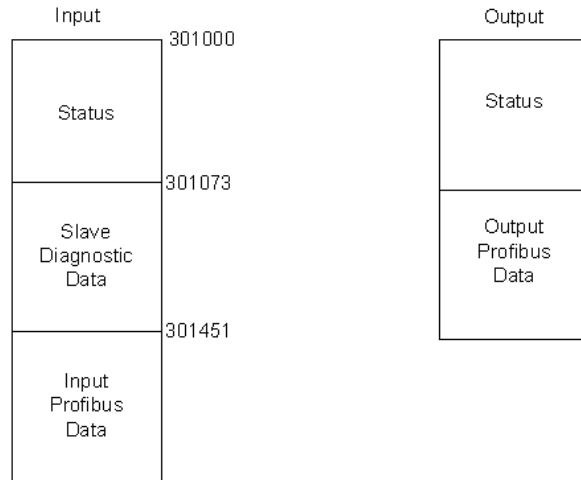 Input
301000
Status
301073
Slave
Diagnostic
Data
301451
Input
Profibus
Data
Output
Status
Output
Profibus
Data